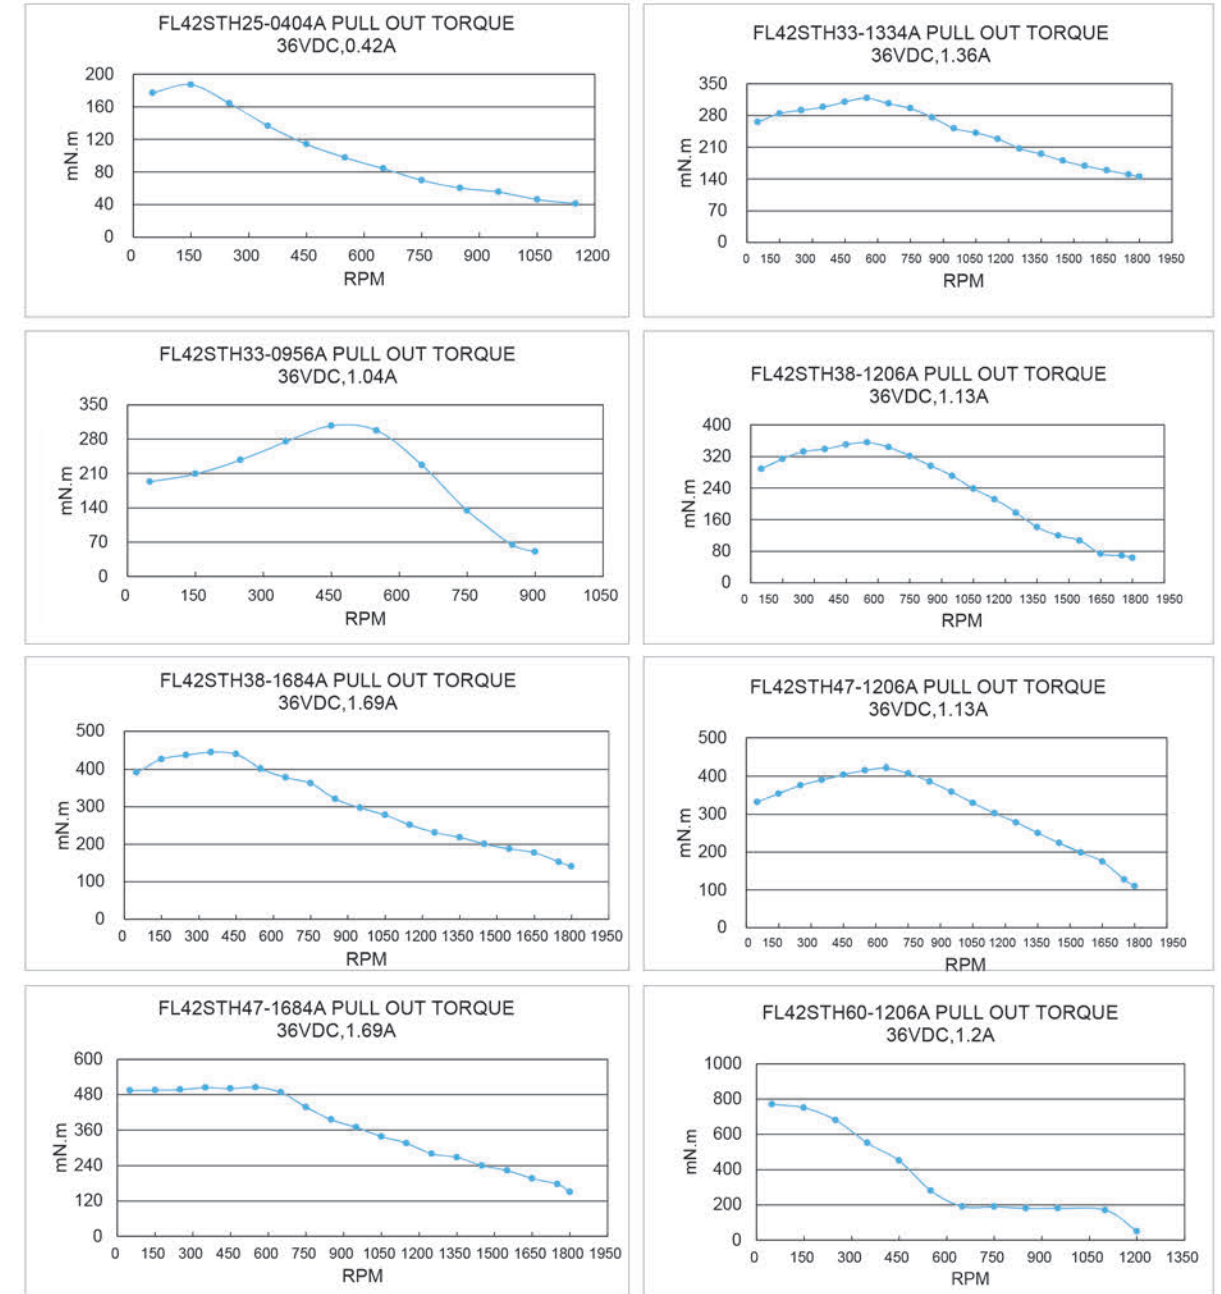 FL42STH25-0404A PULL OUT TORQUE
36VDC,0.42A
200
160
120
80
40
0
mN.m
0 150 300 450 600 750 900 1050 1200
RPM
FL42STH33-1334A PULL OUT TORQUE
36VDC,1.36A
350
280
210
140
70
0
mN.m
0 150 300 450 600 750 900 1050 1200 1350 1500 1650 1800 1950
RPM
FL42STH33-0956A PULL OUT TORQUE
36VDC,1.04A
350
280
210
140
70
0
mN.m
0 150 300 450 600 750 900 1050
RPM
FL42STH38-1206A PULL OUT TORQUE
36VDC,1.13A
400
320
240
160
80
0
mN.m
0 150 300 450 600 750 900 1050 1200 1350 1500 1650 1800 1950
RPM
FL42STH38-1684A PULL OUT TORQUE
36VDC,1.69A
500
400
300
200
100
0
mN.m
0 150 300 450 600 750 900 1050 1200 1350 1500 1650 1800 1950
RPM
FL42STH47-1206A PULL OUT TORQUE
36VDC,1.13A
500
400
300
200
100
0
mN.m
0 150 300 450 600 750 900 1050 1200 1350 1500 1650 1800 1950
RPM
FL42STH47-1684A PULL OUT TORQUE
36VDC,1.69A
600
480
360
240
120
0
mN.m
0 150 300 450 600 750 900 1050 1200 1350 1500 1650 1800 1950
RPM
FL42STH60-1206A PULL OUT TORQUE
36VDC,1.2A
1000
800
600
400
200
0
mN.m
0 150 300 450 600 750 900 1050 1200 1350
RPM